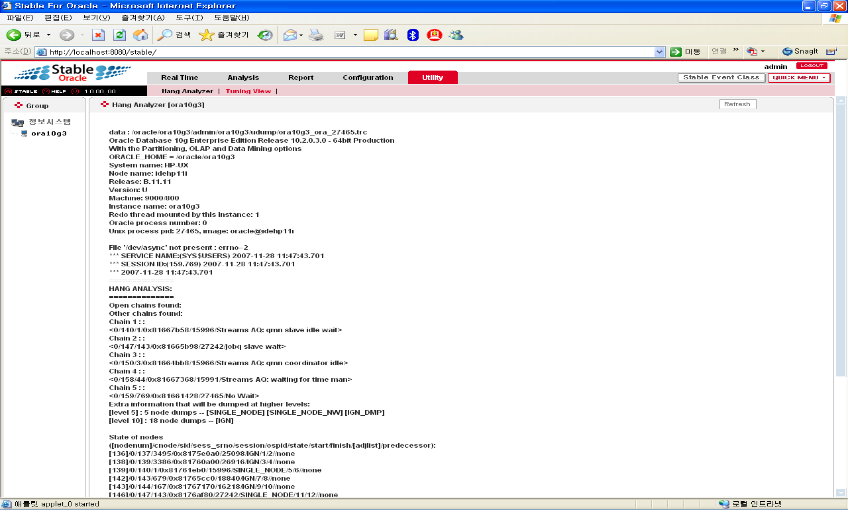 Stable For Oracle - Microsoft Internet Explorer
파일(F) 편집(E) 보기(V) 즐겨찾기(A) 도구(T) 도움말(H)
뒤로 검색 즐겨찾기
주소(D) http://localhost:8080/stable/ 이동 연결 » SnagIt
Stable Oracle
admin LOGOUT
Real Time Analysis Report Configuration Utility
Stable Event Class QUICK MENU
STABLE HELP
Hang Analyzer | Tuning View |
Group
정보시스템
ora10g3
Hang Analyzer [ora10g3]
Refresh
data : /oracle/ora10g3/admin/ora10g3/udump/ora10g3_ora_27465.trc
Oracle Database 10g Enterprise Edition Release 10.2.0.3.0 - 64bit Production
With the Partitioning, OLAP and Data Mining options
ORACLE_HOME = /oracle/ora10g3
System name: HP-UX
Node name: idehp11i
Release: B.11.11
Version: U
Machine: 9000/800
Instance name: ora10g3
Redo thread mounted by this instance: 1
Oracle process number: 0
Unix process pid: 27465, image: oracle@idehp11i
File '/dev/async' not present : errno=2
*** SERVICE NAME:(SYS$USERS) 2007-11-28 11:47:43.701
*** SESSION ID:(159.769) 2007-11-28 11:47:43.701
*** 2007-11-28 11:47:43.701
HANG ANALYSIS:
==============
Open chains found:
Other chains found:
Chain 1 : :
<0/140/1/0x81667b58/15996/Streams AQ: qmn slave idle wait>
Chain 2 : :
<0/147/143/0x81665b98/27242/jobq slave wait>
Chain 3 : :
<0/150/3/0x81664bb8/15966/Streams AQ: qmn coordinator idle>
Chain 4 : :
<0/158/44/0x81667368/15991/Streams AQ: waiting for time man>
Chain 5 : :
<0/159/769/0x81661428/27465/No Wait>
Extra information that will be dumped at higher levels:
[level 5] : 5 node dumps -- [SINGLE_NODE] [SINGLE_NODE_NW] [IGN_DMP]
[level 10] : 18 node dumps -- [IGN]
State of nodes
([nodenum]/cnode/sid/sess_srno/session/ospid/state/start/finish/[adjlist]/predecessor):
[136]/0/137/3495/0x8175e0a0/25098/IGN/1/2//none
[138]/0/139/3386/0x81760a00/26916/IGN/3/4//none
[139]/0/140/1/0x81761eb0/15996/SINGLE_NODE/5/6//none
[142]/0/143/679/0x81765cc0/18840/IGN/7/8//none
[143]/0/144/167/0x81767170/16218/IGN/9/10//none
[146]/0/147/143/0x8176af80/27242/SINGLE_NODE/11/12//none
애플릿 applet_0 started 로컬 인트라넷